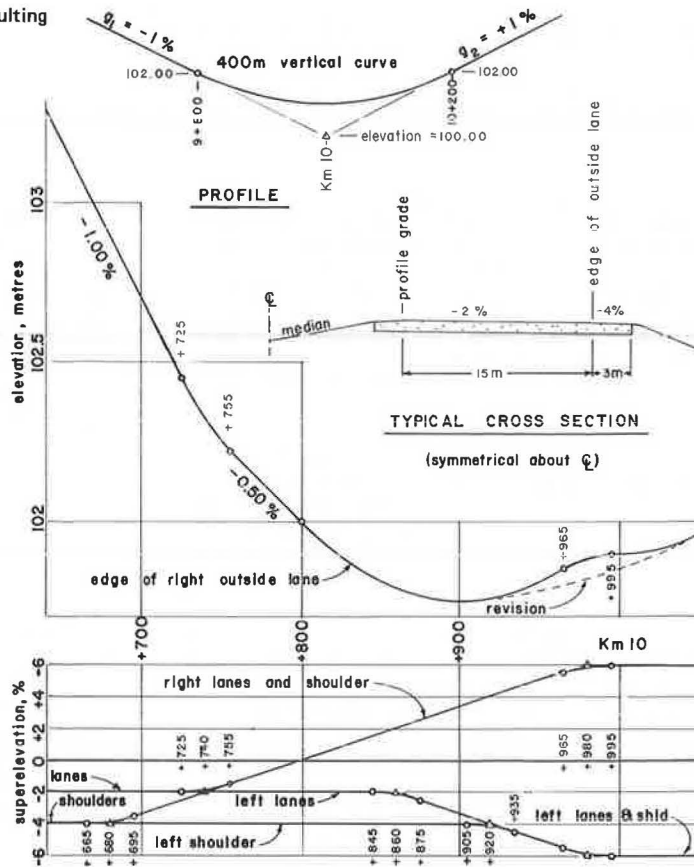 ulting
g₁ = -1 %
g₂ = +1%
400m vertical curve
102.00
102.00
9+800
10+200
Km 10
elevation = 100.00
PROFILE
103
-1.00%
elevation, metres
102.5
102
+725
+755
-0.50%
profile grade
edge of outside lane
℄
median
-2 %
-4%
15m
3m
TYPICAL CROSS SECTION
(symmetrical about ℄)
edge of right outside lane
+965
+995
revision
+700
+800
+900
Km 10
superelevation, %
+6
+4
+2
0
-2
-4
-6
right lanes and shoulder
+725
+740
+755
+965
+980
+995
lanes
shoulders
left lanes
left shoulder
+935
left lanes & shld
+665
+680
+695
+845
+860
+875
+905
+920